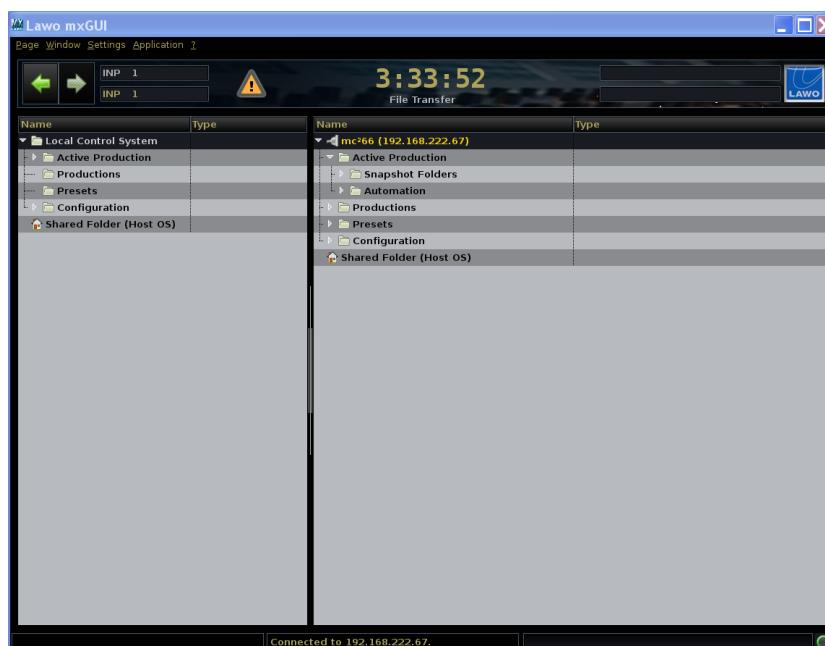 Lawo mxGUI
Page Window Settings Application ?
INP 1
INP 1
3:33:52
File Transfer
LAWO
Name Type
Local Control System
Active Production
Productions
Presets
Configuration
Shared Folder (Host OS)
Name Type
mc²66 (192.168.222.67)
Active Production
Snapshot Folders
Automation
Productions
Presets
Configuration
Shared Folder (Host OS)
Connected to 192.168.222.67.